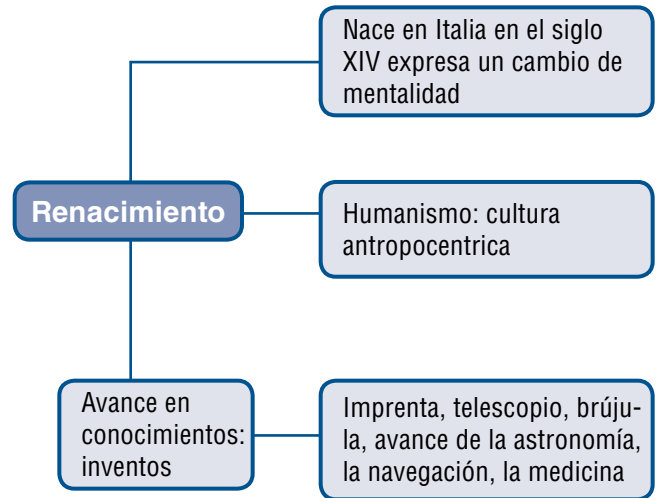 Nace en Italia en el siglo
XIV expresa un cambio de
mentalidad
Renacimiento
Humanismo: cultura
antropocentrica
Avance en
conocimientos:
inventos
Imprenta, telescopio, brúju-
la, avance de la astronomía,
la navegación, la medicina